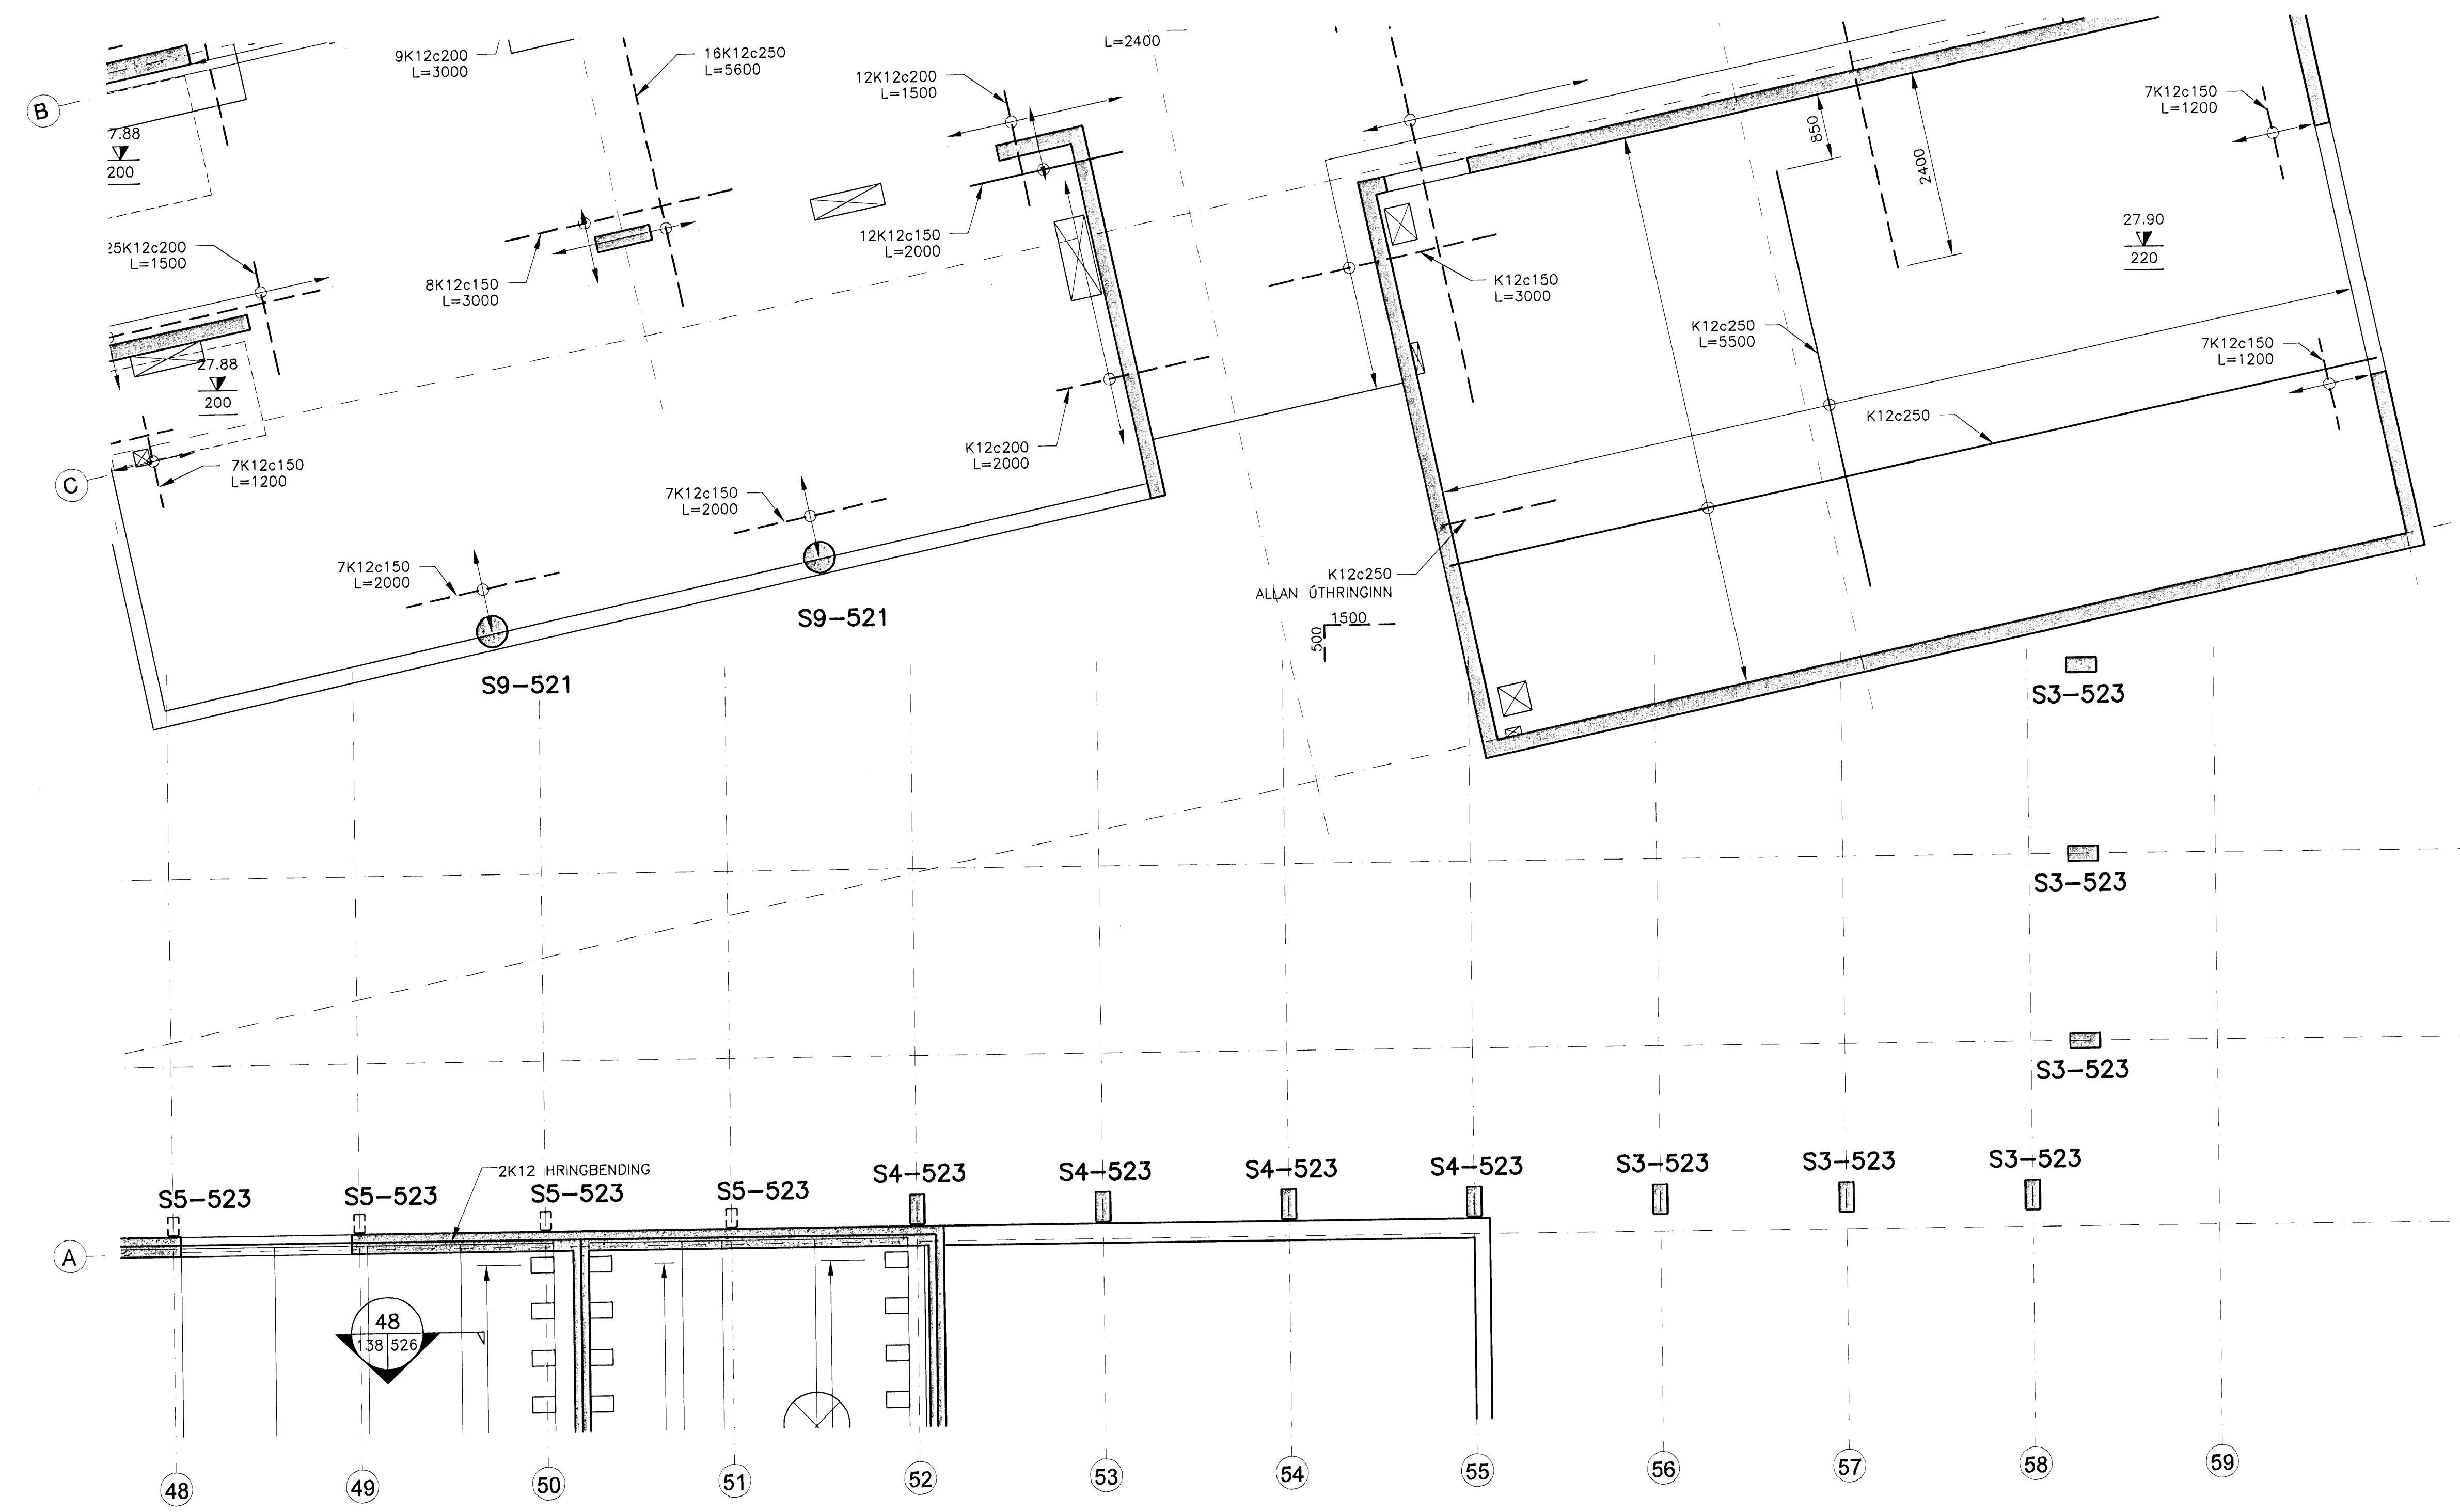 9K12c200
L=3000
16K12c250
L=5600
L=2400
12K12c200
L=1500
7K12c150
L=1200
B
7.88
200
850
2400
27.90
220
25K12c200
L=1500
8K12c150
L=3000
12K12c150
L=2000
K12c150
L=3000
K12c250
L=5500
7K12c150
L=1200
27.88
200
K12c250
C
7K12c150
L=1200
K12c200
L=2000
7K12c150
L=2000
7K12c150
L=2000
K12c250
ALLAN ÚTHRINGINN
1500
500
S9-521
S9-521
S3-523
S3-523
S3-523
2K12 HRINGBENDING
S5-523
S5-523
S5-523
S5-523
S4-523
S4-523
S4-523
S4-523
S3-523
S3-523
S3-523
A
48
138 526
48
49
50
51
52
53
54
55
56
57
58
59